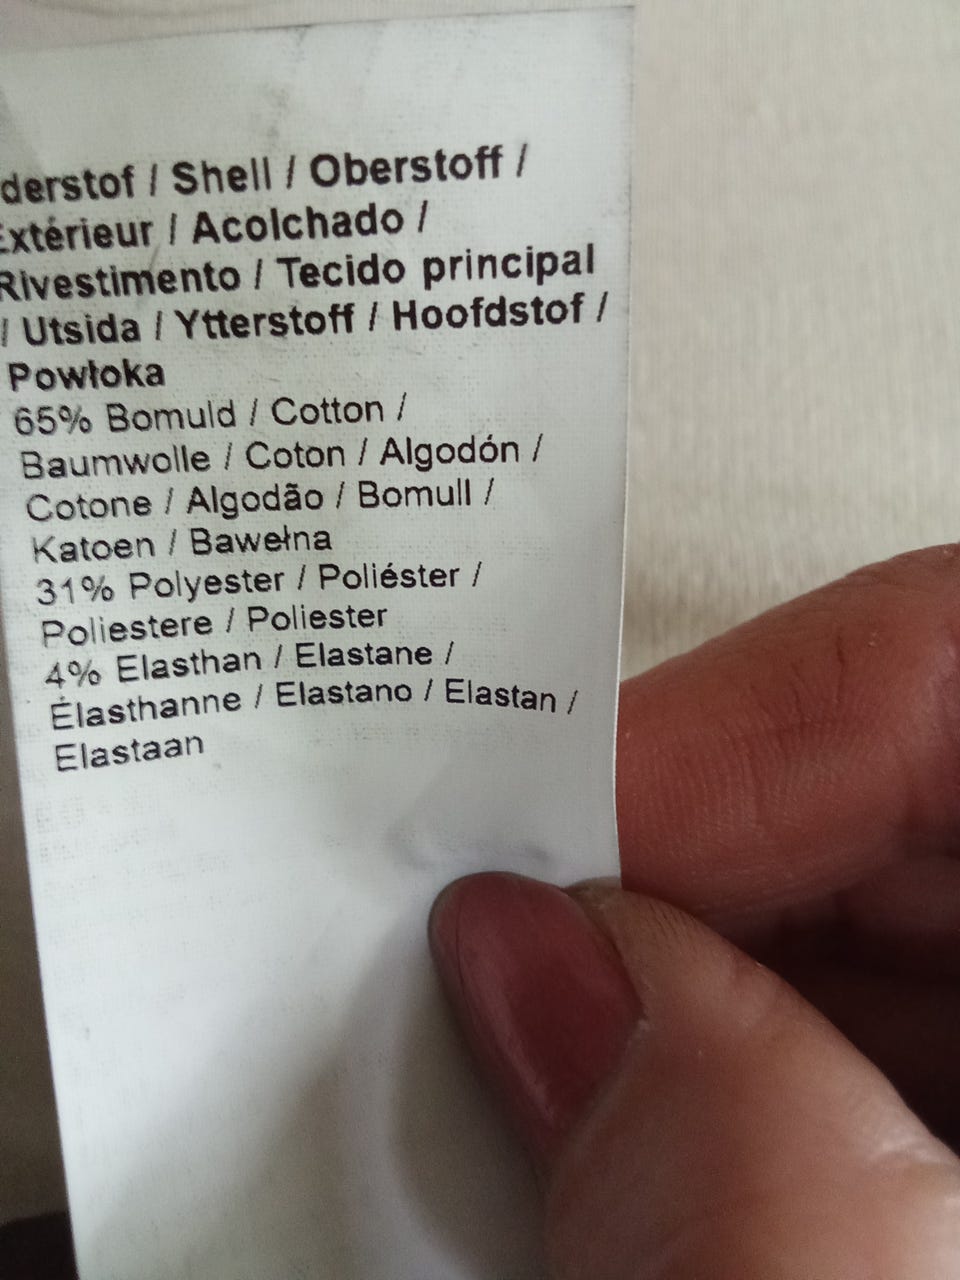 derstof / Shell / Oberstoff /
Extérieur / Acolchado /
Rivestimento / Tecido principal
/ Utsida / Ytterstoff / Hoofdstof /
Powłoka
65% Bomuld / Cotton /
Baumwolle / Coton / Algodón /
Cotone / Algodão / Bomull /
Katoen / Bawełna
31% Polyester / Poliéster /
Poliestere / Poliester
4% Elasthan / Elastane /
Élasthanne / Elastano / Elastan /
Elastaan